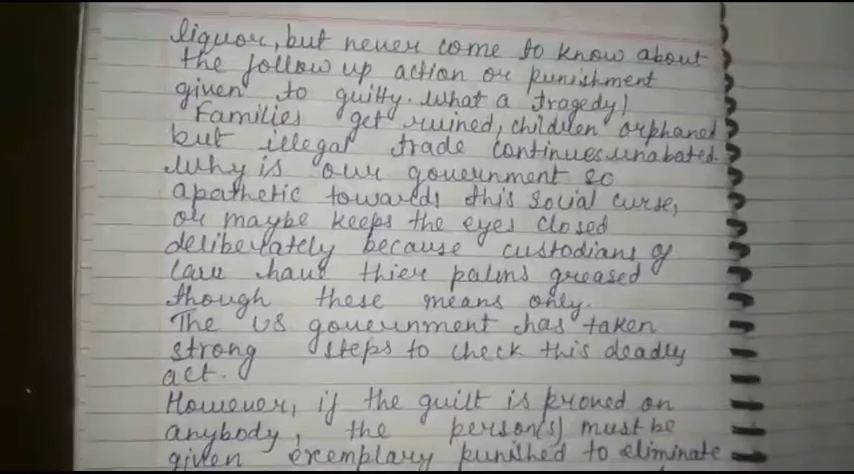 liquor, but never come to know about
the follow up action or punishment
given to guilty. What a tragedy!
Families get ruined, children orphaned
but illegal trade continues unabated.
Why is our government so
apathetic towards this social curse,
or maybe keeps the eyes closed
deliberately because custodians of
law have thier palms greased
though these means only.
The US government has taken
strong steps to check this deadly
act.
However, if the guilt is proved on
anybody, the person(s) must be
given exemplary punished to eliminate